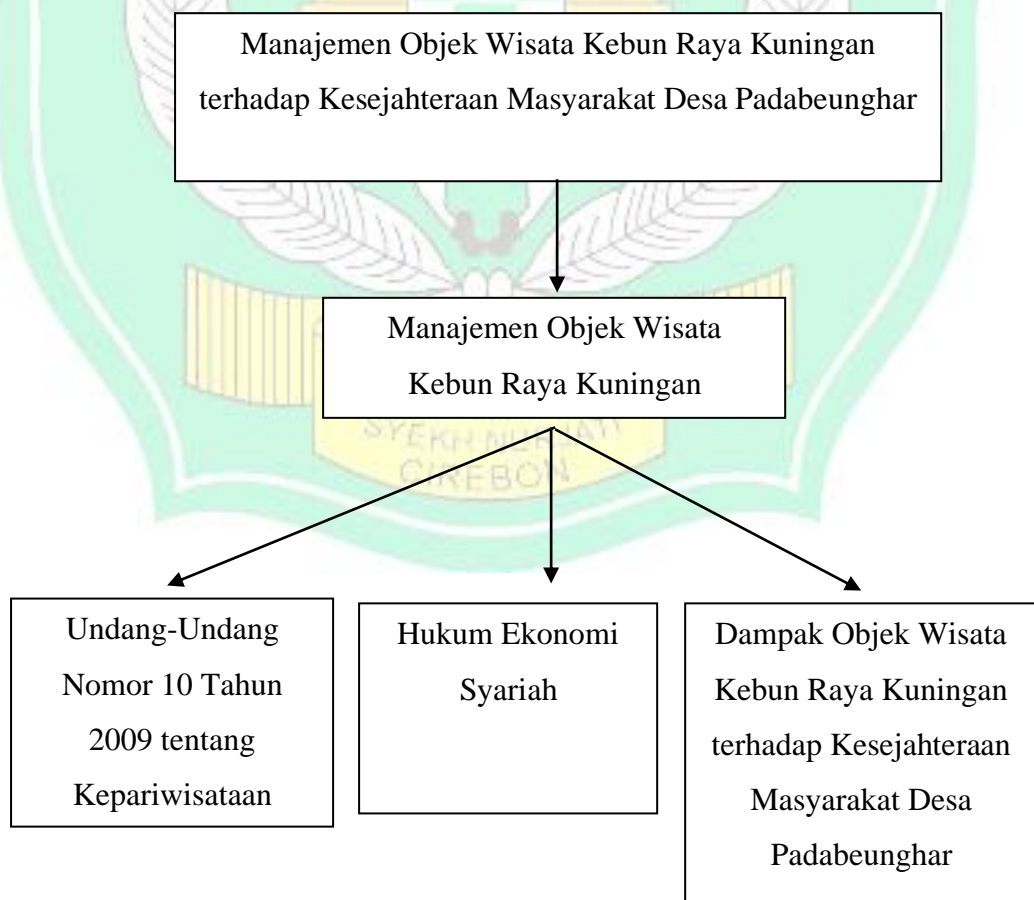 Manajemen Objek Wisata Kebun Raya Kuningan
terhadap Kesejahteraan Masyarakat Desa Padabeunghar
Manajemen Objek Wisata
Kebun Raya Kuningan
SYEKH NURJATI
CIREBON
Undang-Undang
Nomor 10 Tahun
2009 tentang
Kepariwisataan
Hukum Ekonomi
Syariah
Dampak Objek Wisata
Kebun Raya Kuningan
terhadap Kesejahteraan
Masyarakat Desa
Padabeunghar